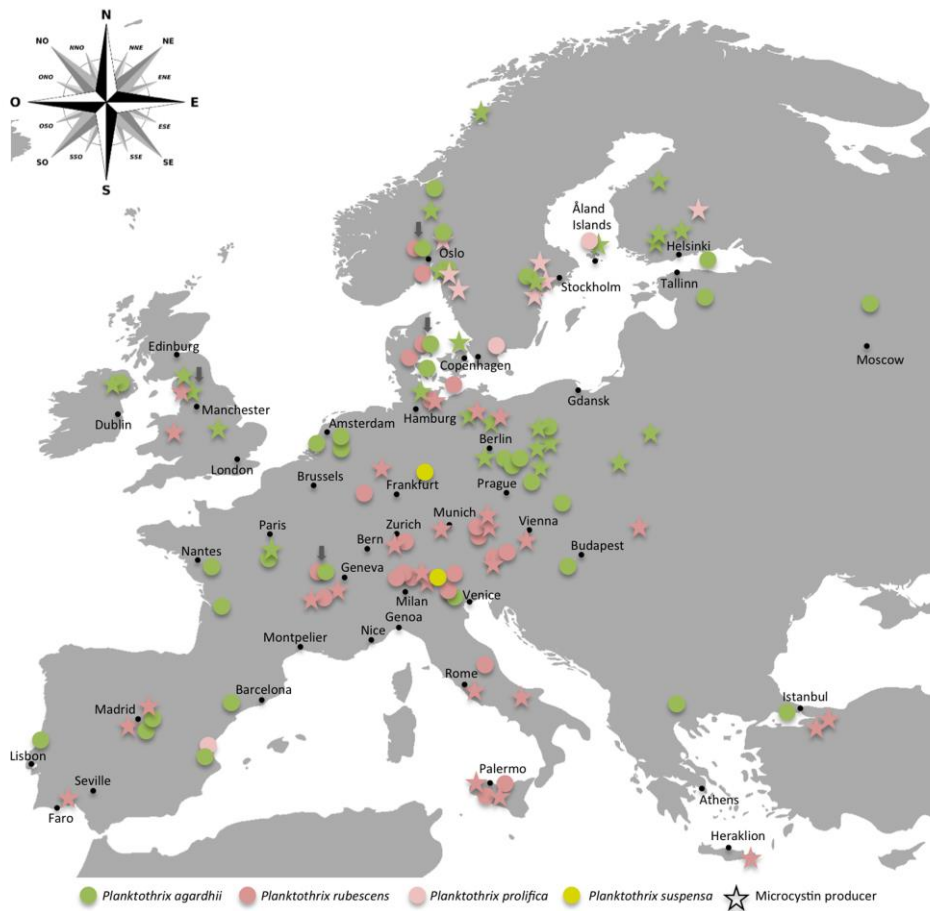 N
NNO
NNE
NO
NE
ONO
ENE
O
E
OSO
ESE
SO
SE
SSO
SSE
S
Åland
Islands
Oslo
Helsinki
Stockholm
Tallinn
Edinburg
Moscow
Copenhagen
Manchester
Gdansk
Dublin
Hamburg
Amsterdam
Berlin
London
Brussels
Frankfurt
Prague
Paris
Zurich
Munich
Vienna
Nantes
Bern
Budapest
Geneva
Milan
Venice
Genoa
Montpelier
Nice
Rome
Barcelona
Istanbul
Madrid
Lisbon
Seville
Palermo
Athens
Faro
Heraklion
Planktothrix agardhii Planktothrix rubescens Planktothrix prolifica Planktothrix suspensa Microcystin producer